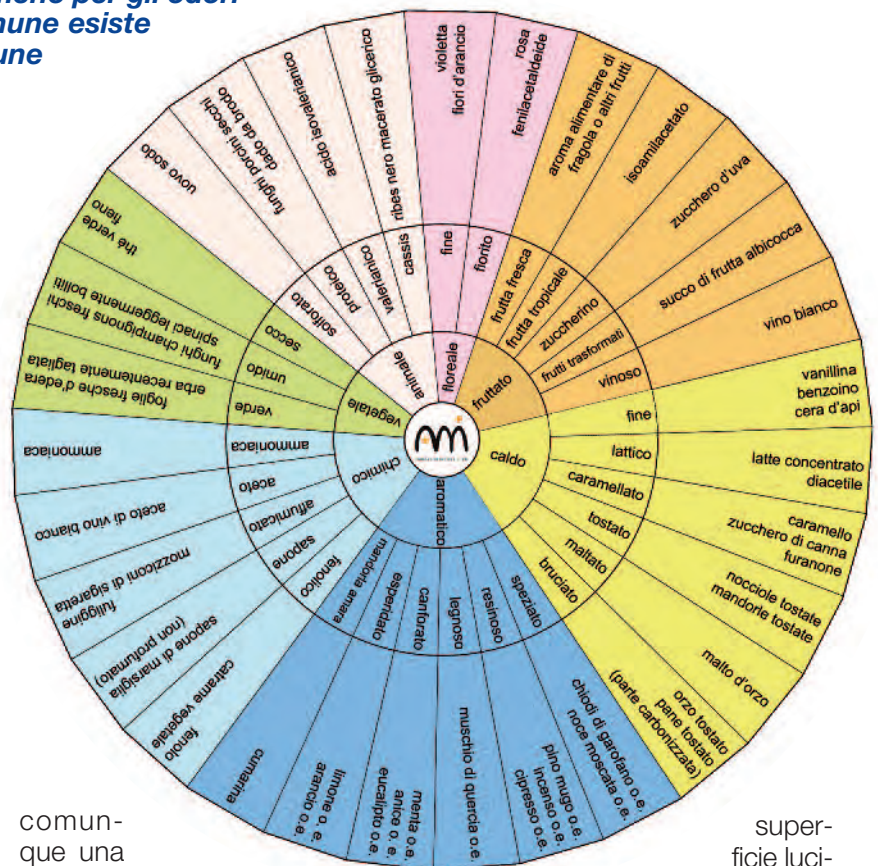 anche per gli odori
mune esiste
une
floreale
fine
violetta
fiori d'arancio
fiorito
rosa
fenilacetaldeide
fruttato
frutta fresca
aroma alimentare di
fragola o altri frutti
frutta tropicale
isoamilacetato
zuccherino
zucchero d'uva
frutti trasformati
succo di frutta albicocca
vinoso
vino bianco
caldo
fine
vanillina
benzoino
cera d'api
lattico
latte concentrato
diacetile
caramellato
caramello
zucchero di canna
furanone
tostato
nocciole tostate
mandorle tostate
maltato
malto d'orzo
bruciato
orzo tostato
pane tostato
(parte carbonizzata)
aromatico
speziato
chiodi di garofano o.e.
noce moscata o.e.
resinoso
pino mugo o.e.
incenso o.e.
cipresso o.e.
legnoso
muschio di quercia o.e.
canforato
menta o.e.
anice o.e.
eucalipto o.e.
esperidato
limone o.e.
arancio o.e.
mandorla amara
cumarina
chimico
fenolico
fenolo
catrame vegetale
sapone
sapone di marsiglia
(non profumato)
affumicato
fuliggine
mozziconi di sigaretta
aceto
aceto di vino bianco
ammoniaca
ammoniaca
vegetale
verde
foglie fresche d'edera
erba recentemente tagliata
umido
funghi champignons freschi
spinaci leggermente bolliti
secco
fieno
thé verde
animale
solforato
uovo sodo
proteico
funghi porcini secchi
dado da brodo
valerianico
acido isovalerianico
cassis
ribes nero macerato glicerico
comun-
que una
super-
ficie luci-